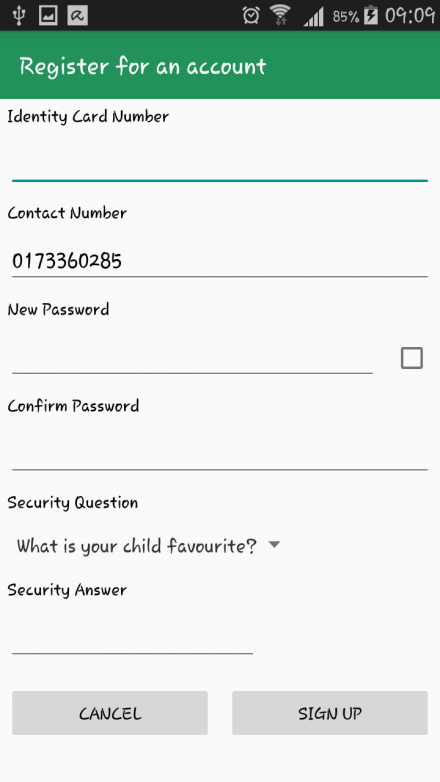 85% 09:09
Register for an account
Identity Card Number
Contact Number
0173360285
New Password
Confirm Password
Security Question
What is your child favourite?
Security Answer
CANCEL SIGN UP